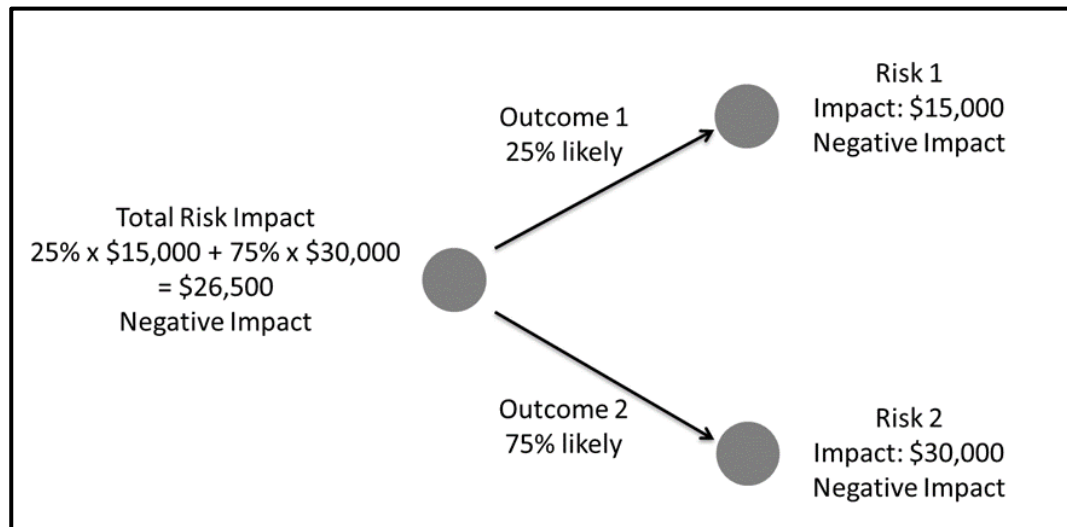 Risk 1
Impact: $15,000
Negative Impact
Outcome 1
25% likely
Total Risk Impact
25% x $15,000 + 75% x $30,000
= $26,500
Negative Impact
Outcome 2
75% likely
Risk 2
Impact: $30,000
Negative Impact